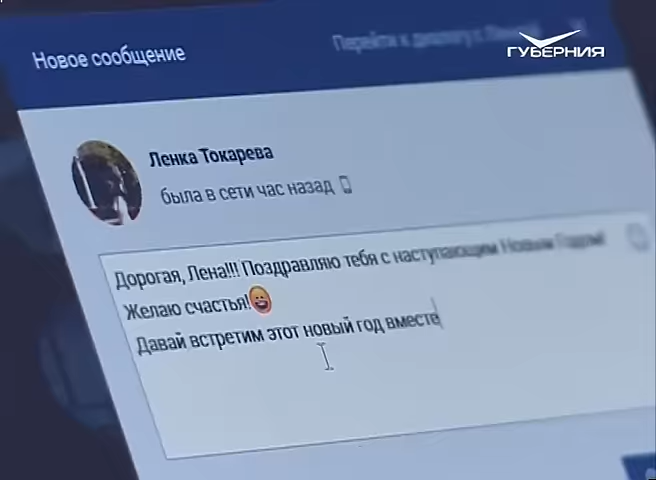 Новое сообщение
Перейти к диалогу с Леной
ГУБЕРНИЯ
Ленка Токарева
была в сети час назад
Дорогая, Лена!!! Поздравляю тебя с наступающим Новым Годом!
Желаю счастья!😀
Давай встретим этот новый год вместе